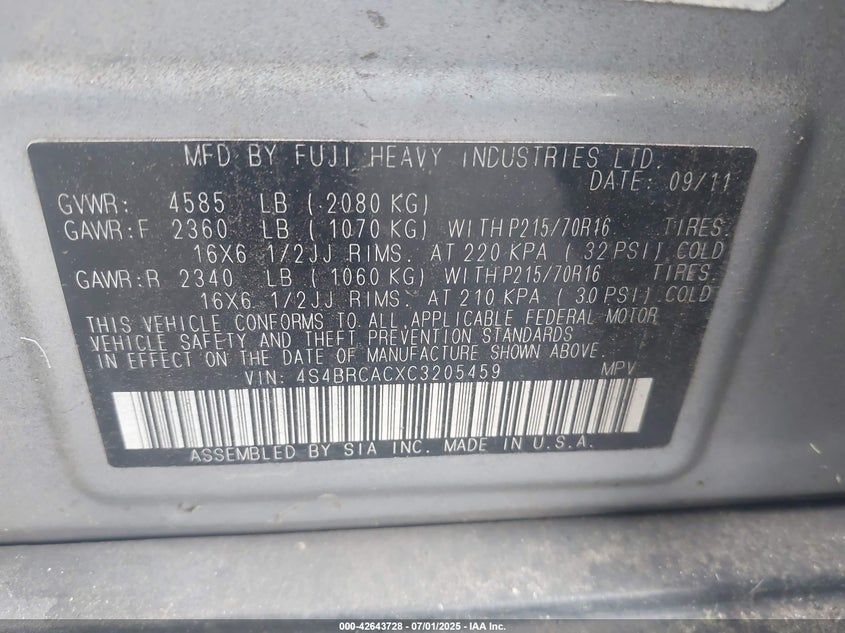 MFD BY FUJI HEAVY INDUSTRIES LTD.
DATE: 09/11
GVWR: 4585 LB ( 2080 KG)
GAWR:F 2360 LB ( 1070 KG) WITH P215/70R16 TIRES
16X6 1/2JJ RIMS. AT 220 KPA ( 32 PSI) COLD
GAWR:R 2340 LB ( 1060 KG) WITH P215/70R16 TIRES
16X6 1/2JJ RIMS. AT 210 KPA ( 30 PSI) COLD
THIS VEHICLE CONFORMS TO ALL APPLICABLE FEDERAL MOTOR
VEHICLE SAFETY AND THEFT PREVENTION STANDARDS
IN EFFECT ON THE DATE OF MANUFACTURE SHOWN ABOVE.
VIN: 4S4BRCACXC3205459 MPV
ASSEMBLED BY SIA INC. MADE IN U.S.A.
000-42643728 - 07/01/2025 - IAA Inc.